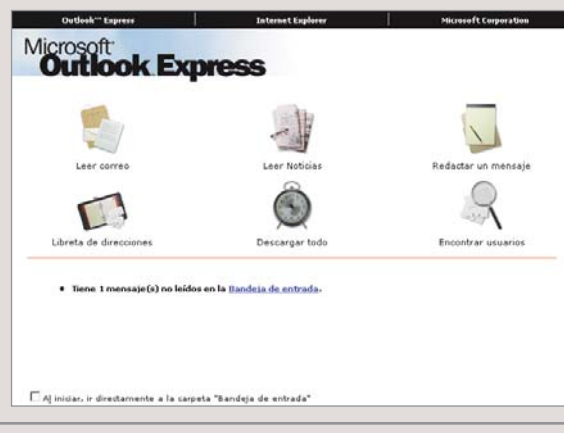 Outlook™ Express Internet Explorer Microsoft Corporation
Microsoft®
Outlook Express
Leer correo Leer Noticias Redactar un mensaje
Libreta de direcciones Descargar todo Encontrar usuarios
• Tiene 1 mensaje(s) no leídos en la Bandeja de entrada.
Al iniciar, ir directamente a la carpeta "Bandeja de entrada"